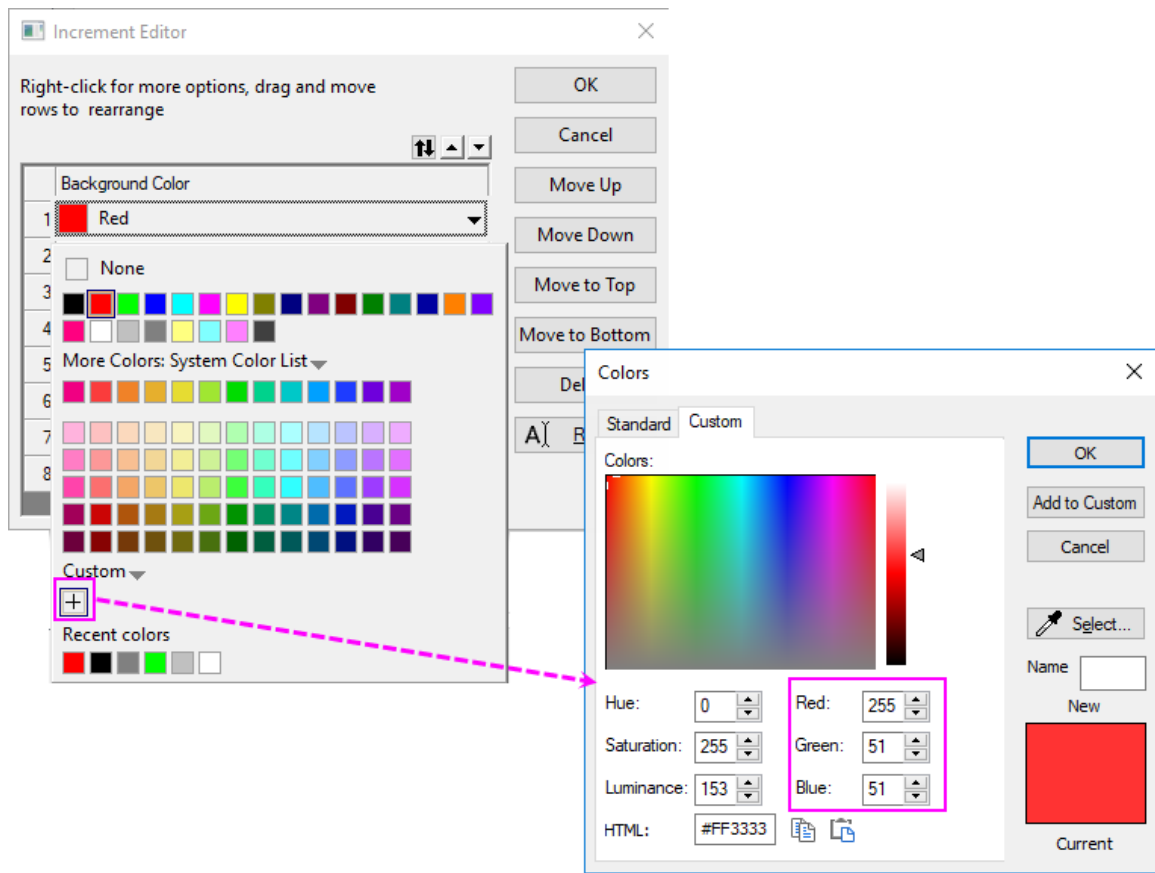 Increment Editor
Right-click for more options, drag and move
rows to rearrange
OK
Cancel
Move Up
Move Down
Move to Top
Move to Bottom
Del
A R
Background Color
1 Red
2
3
4
5
6
7
8
None
More Colors: System Color List
Custom
+
Recent colors
Colors
Standard Custom
Colors:
OK
Add to Custom
Cancel
Select...
Name
New
Current
Hue: 0 Red: 255
Saturation: 255 Green: 51
Luminance: 153 Blue: 51
HTML: #FF3333